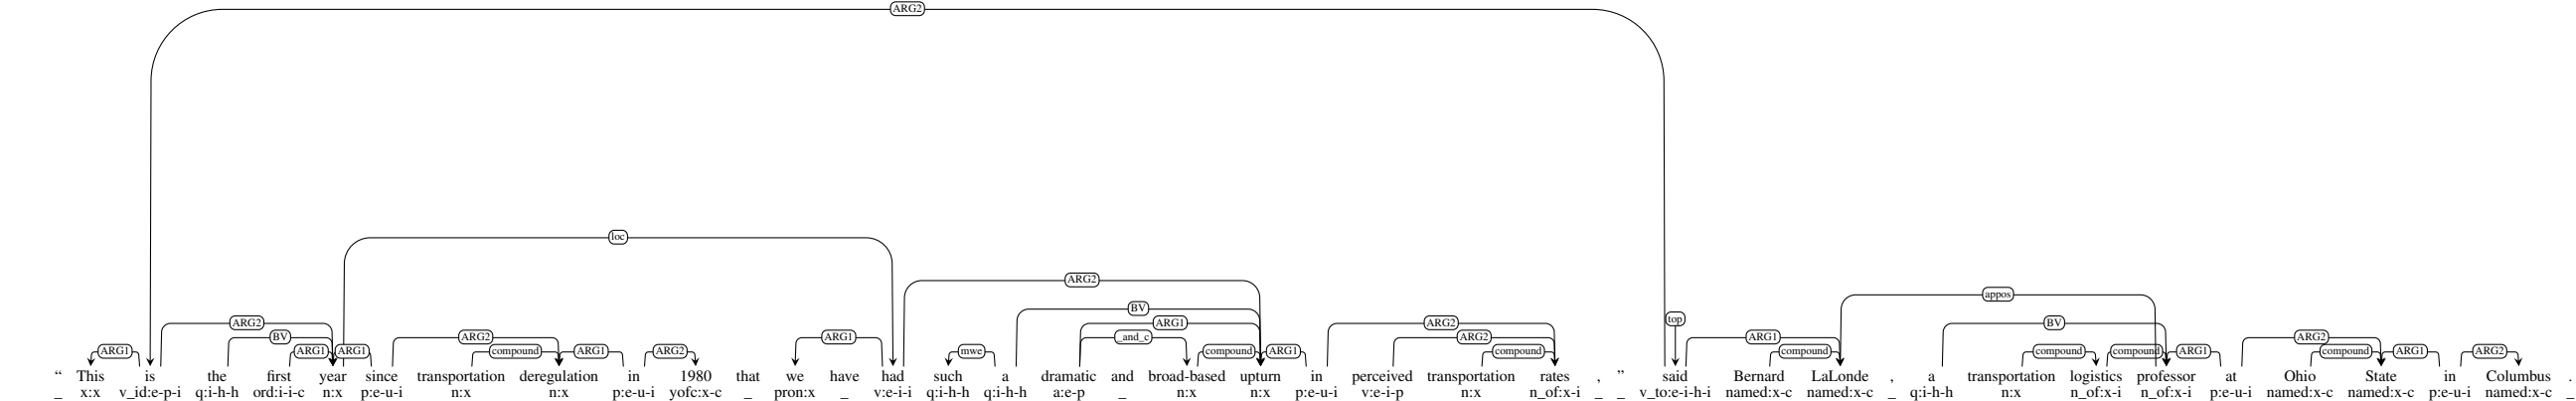 ARG2
loc
ARG2
appos
BV
top
ARG2 ARG1 ARG2 BV
BV ARG2 ARG1 _and_c ARG2 ARG1 ARG2
ARG1 ARG1 ARG1 compound ARG1 ARG2 mwe compound ARG1 compound compound compound compound ARG1 compound ARG1 ARG2
“ This is the first year since transportation deregulation in 1980 that we have had such a dramatic and broad-based upturn in perceived transportation rates , ” said Bernard LaLonde , a transportation logistics professor at Ohio State in Columbus .
_ x:x v_id:e-p-i q:i-h-h ord:i-i-c n:x p:e-u-i n:x n:x p:e-u-i yofc:x-c _ pron:x _ v:e-i-i q:i-h-h q:i-h-h a:e-p _ n:x n:x p:e-u-i v:e-i-p n:x n_of:x-i _ _ v_to:e-i-h-i named:x-c named:x-c _ q:i-h-h n:x n_of:x-i n_of:x-i p:e-u-i named:x-c named:x-c p:e-u-i named:x-c _